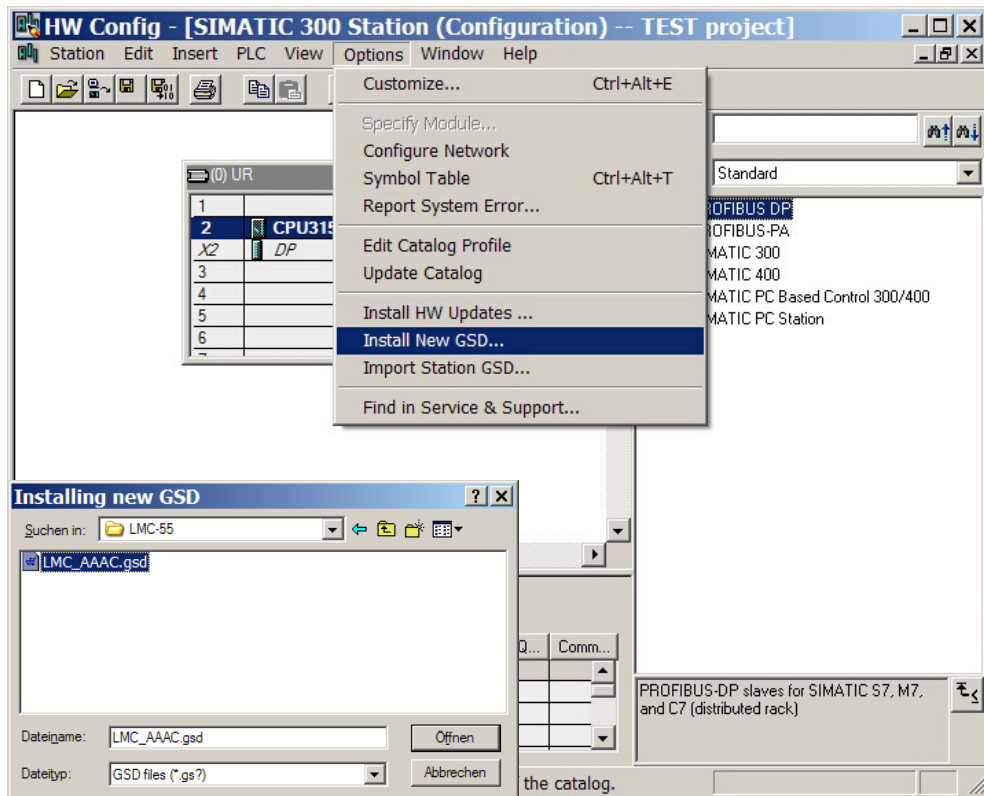 HW Config - [SIMATIC 300 Station (Configuration) -- TEST project]
Station Edit Insert PLC View Options Window Help
Customize... Ctrl+Alt+E
Specify Module...
Configure Network
Symbol Table Ctrl+Alt+T
Report System Error...
Edit Catalog Profile
Update Catalog
Install HW Updates ...
Install New GSD...
Import Station GSD...
Find in Service & Support...
(0) UR
1
2 CPU315
X2 DP
3
4
5
6
Standard
OFIBUS DP
IOFIBUS-PA
MATIC 300
MATIC 400
MATIC PC Based Control 300/400
MATIC PC Station
Installing new GSD
Suchen in: LMC-55
LMC_AAAC.gsd
Dateiname: LMC_AAAC.gsd Öffnen
Dateityp: GSD files (*.gs?) Abbrechen
Q... Comm...
PROFIBUS-DP slaves for SIMATIC S7, M7,
and C7 (distributed rack)
the catalog.